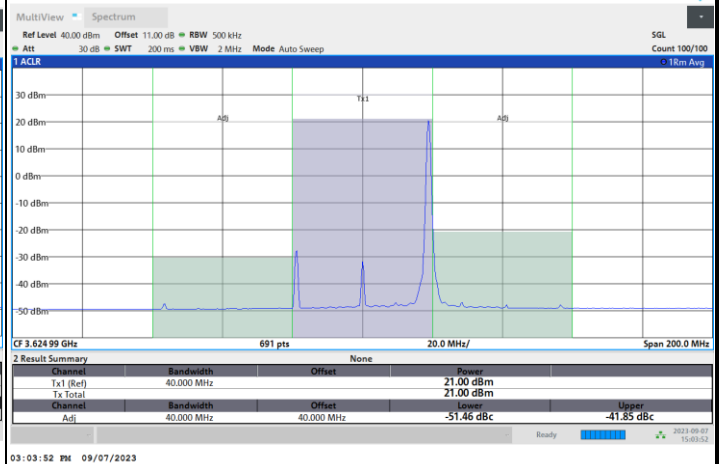 MultiView Spectrum
Ref Level 40.00 dBm Offset 11.00 dB RBW 500 kHz SGL
Att 30 dB SWT 200 ms VBW 2 MHz Mode Auto Sweep Count 100/100
1 ACLR 1Rm Avg
30 dBm
Tx1
20 dBm Adj Adj
10 dBm
0 dBm
-10 dBm
-20 dBm
-30 dBm
-40 dBm
-50 dBm
CF 3.624 99 GHz 691 pts 20.0 MHz/ Span 200.0 MHz
2 Result Summary None
Channel Bandwidth Offset Power
Tx1 (Ref) 40.000 MHz 21.00 dBm
Tx Total 21.00 dBm
Channel Bandwidth Offset Lower Upper
Adj 40.000 MHz 40.000 MHz -51.46 dBc -41.85 dBc
Ready 2023-09-07
15:03:52
03:03:52 PM 09/07/2023